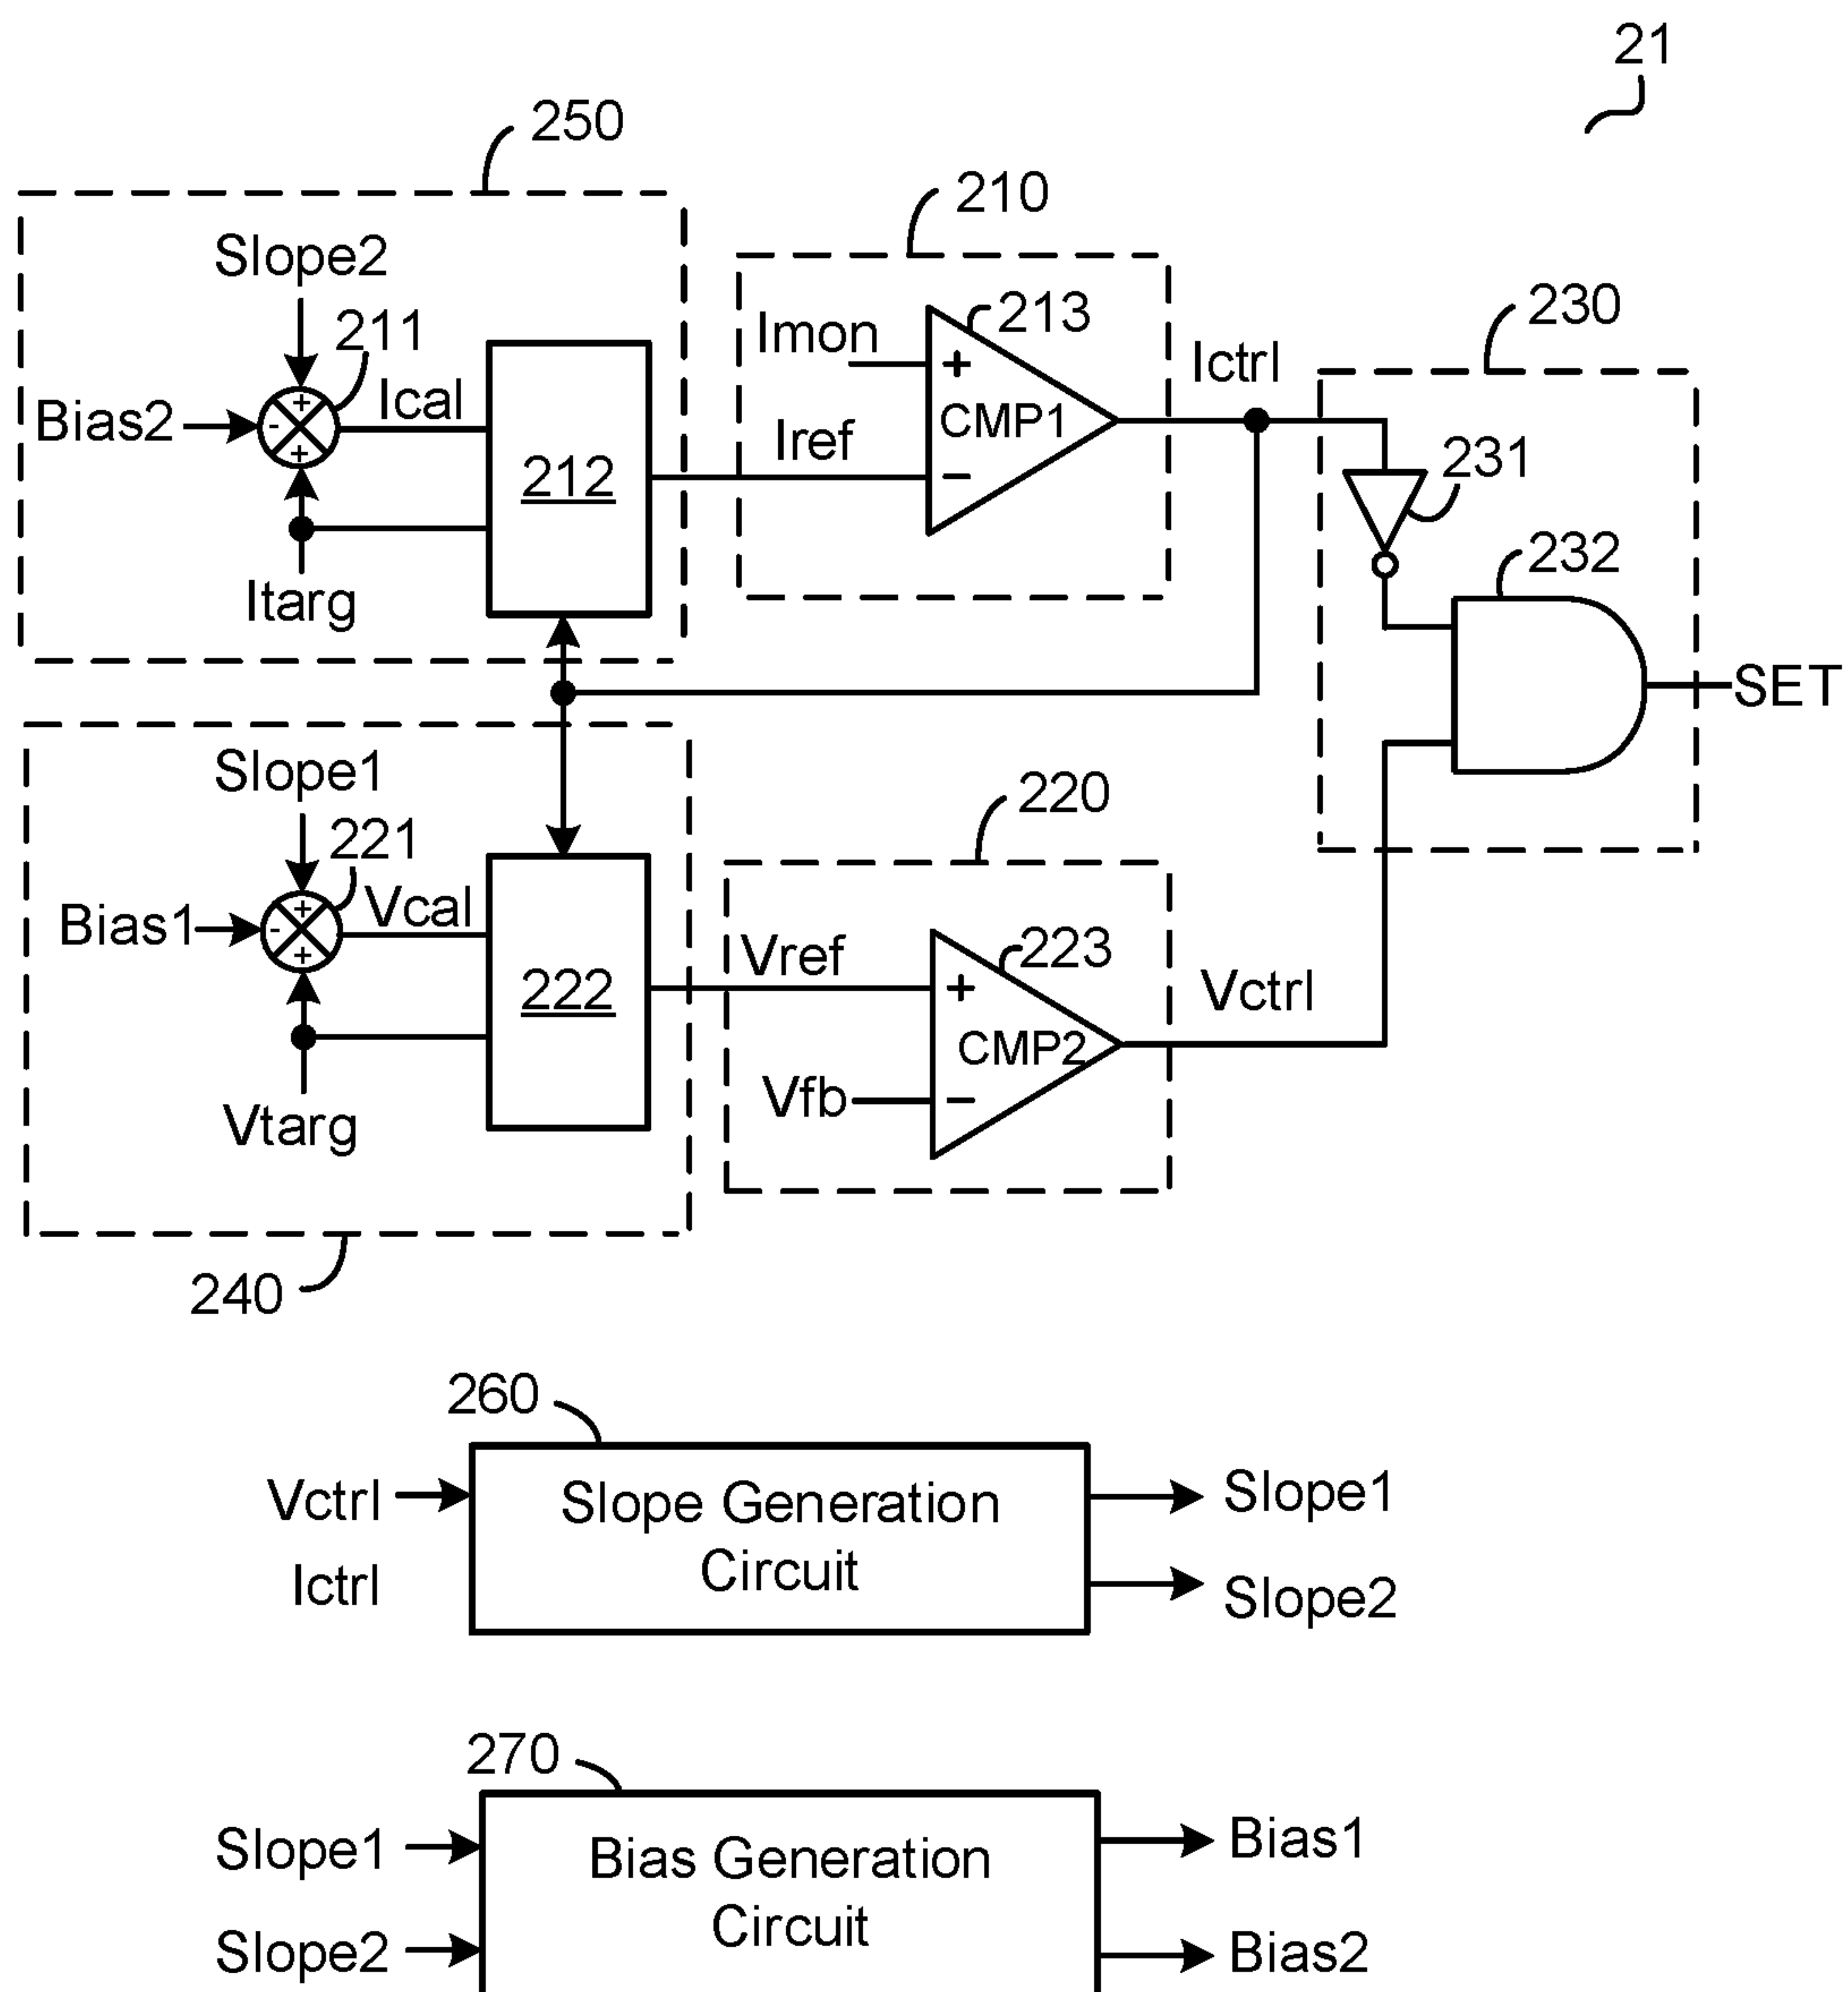 21
250
210
Slope2
211
Imon
213
230
Bias2
Ical
+
-
+
212
Iref
+
CMP1
−
Ictrl
231
232
Itarg
SET
Slope1
221
220
Bias1
Vcal
+
-
+
222
Vref
223
+
CMP2
−
Vctrl
Vfb
Vtarg
240
260
Vctrl
Ictrl
Slope Generation
Circuit
Slope1
Slope2
270
Slope1
Slope2
Bias Generation
Circuit
Bias1
Bias2